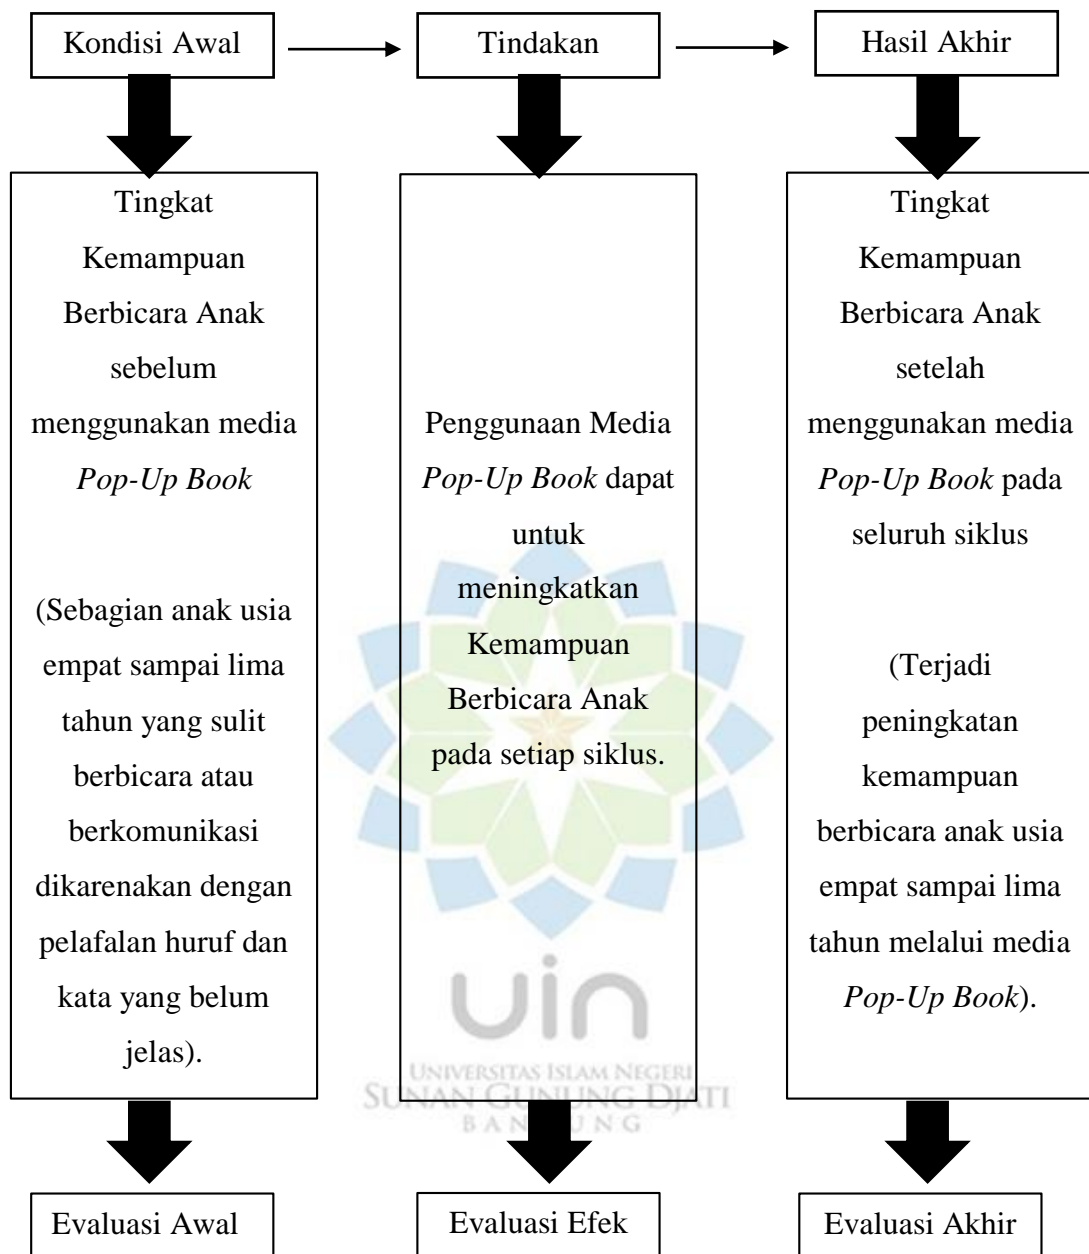 Kondisi Awal
Tindakan
Hasil Akhir
Tingkat
Kemampuan
Berbicara Anak
sebelum
menggunakan media
Pop-Up Book
(Sebagian anak usia
empat sampai lima
tahun yang sulit
berbicara atau
berkomunikasi
dikarenakan dengan
pelafalan huruf dan
kata yang belum
jelas).
Penggunaan Media
Pop-Up Book dapat
untuk
meningkatkan
Kemampuan
Berbicara Anak
pada setiap siklus.
Tingkat
Kemampuan
Berbicara Anak
setelah
menggunakan media
Pop-Up Book pada
seluruh siklus
(Terjadi
peningkatan
kemampuan
berbicara anak usia
empat sampai lima
tahun melalui media
Pop-Up Book).
uin
UNIVERSITAS ISLAM NEGERI
SUNAN GUNUNG DJATI
BANDUNG
Evaluasi Awal
Evaluasi Efek
Evaluasi Akhir